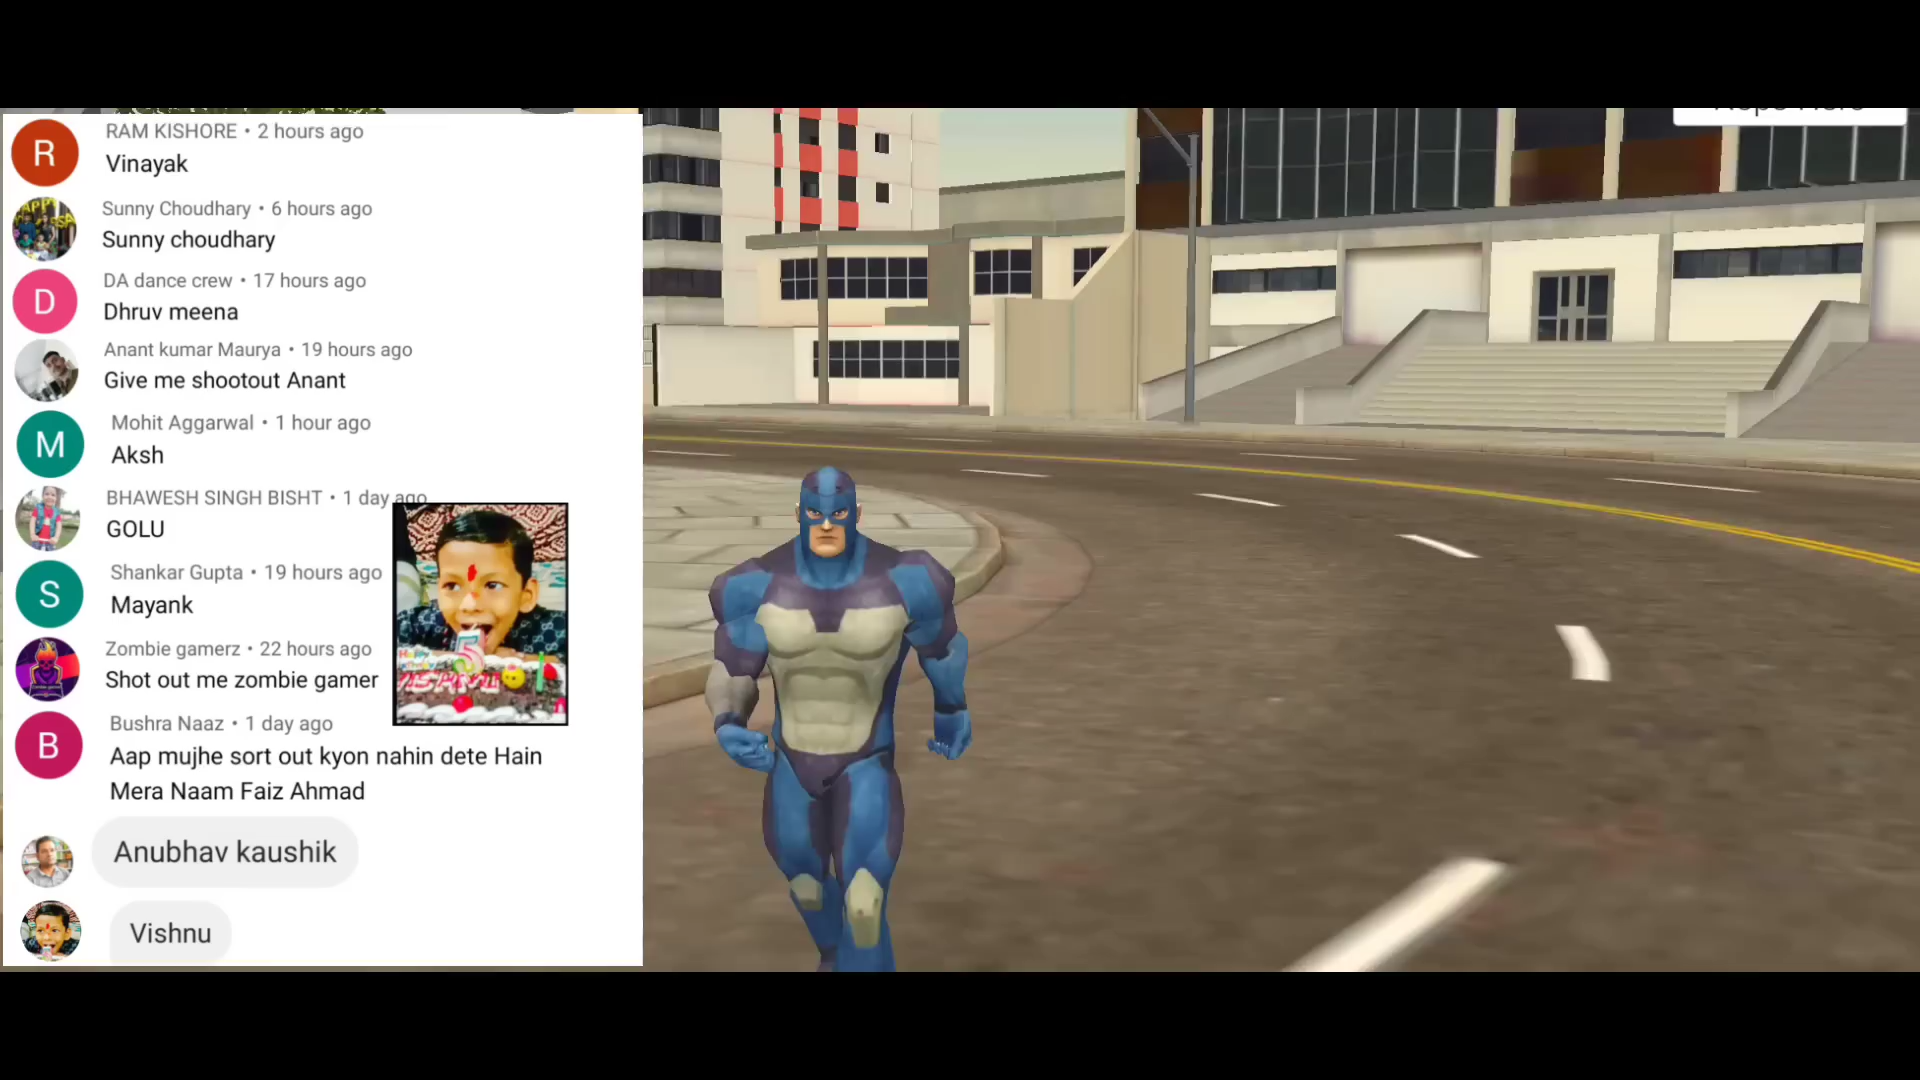 RAM KISHORE • 2 hours ago
Vinayak
Sunny Choudhary • 6 hours ago
Sunny choudhary
DA dance crew • 17 hours ago
Dhruv meena
Anant kumar Maurya • 19 hours ago
Give me shootout Anant
Mohit Aggarwal • 1 hour ago
Aksh
BHAWESH SINGH BISHT • 1 day ago
GOLU
Shankar Gupta • 19 hours ago
Mayank
Zombie gamerz • 22 hours ago
Shot out me zombie gamer
Bushra Naaz • 1 day ago
Aap mujhe sort out kyon nahin dete Hain
Mera Naam Faiz Ahmad
Anubhav kaushik
Vishnu
R
D
M
S
B
5